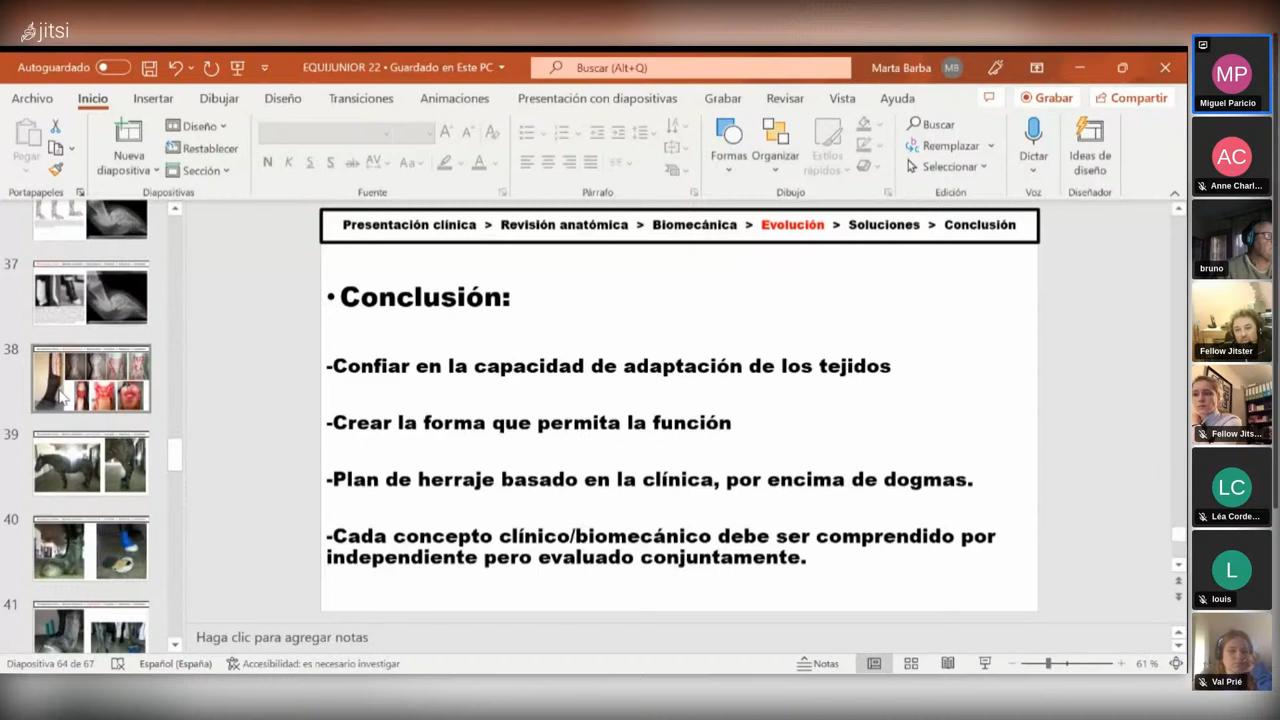 jitsi
Autoguardado
EQUIJUNIOR 22 • Guardado en Este PC
Buscar (Alt+Q)
Marta Barba MB
Archivo Inicio Insertar Dibujar Diseño Transiciones Animaciones Presentación con diapositivas Grabar Revisar Vista Ayuda
Grabar
Compartir
Pegar
Portapapeles
Nueva
diapositiva
Diseño
Restablecer
Sección
Diapositivas
N K S S ab AV Aa A
Fuente
Párrafo
Formas
Organizar
Estilos
rápidos
Dibujo
Buscar
Reemplazar
Seleccionar
Edición
Dictar
Voz
Ideas de
diseño
Diseñador
37
38
39
40
41
Presentación clínica > Revisión anatómica > Biomecánica > Evolución > Soluciones > Conclusión
• Conclusión:
-Confiar en la capacidad de adaptación de los tejidos
-Crear la forma que permita la función
-Plan de herraje basado en la clínica, por encima de dogmas.
-Cada concepto clínico/biomecánico debe ser comprendido por
independiente pero evaluado conjuntamente.
Haga clic para agregar notas
Diapositiva 64 de 67
Español (España)
Accesibilidad: es necesario investigar
Notas
61 %
MP
Miguel Paricio
AC
Anne Charl...
bruno
Fellow Jitster
Fellow Jits...
LC
Léa Corde...
L
louis
Val Prié